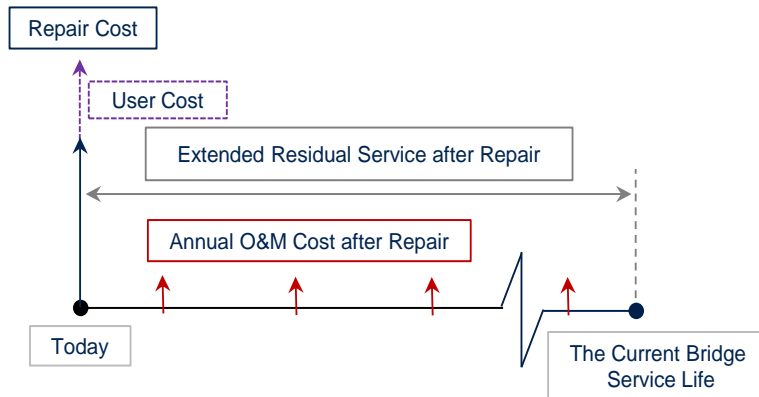 Repair Cost
User Cost
Extended Residual Service after Repair
Annual O&M Cost after Repair
Today
The Current Bridge
Service Life